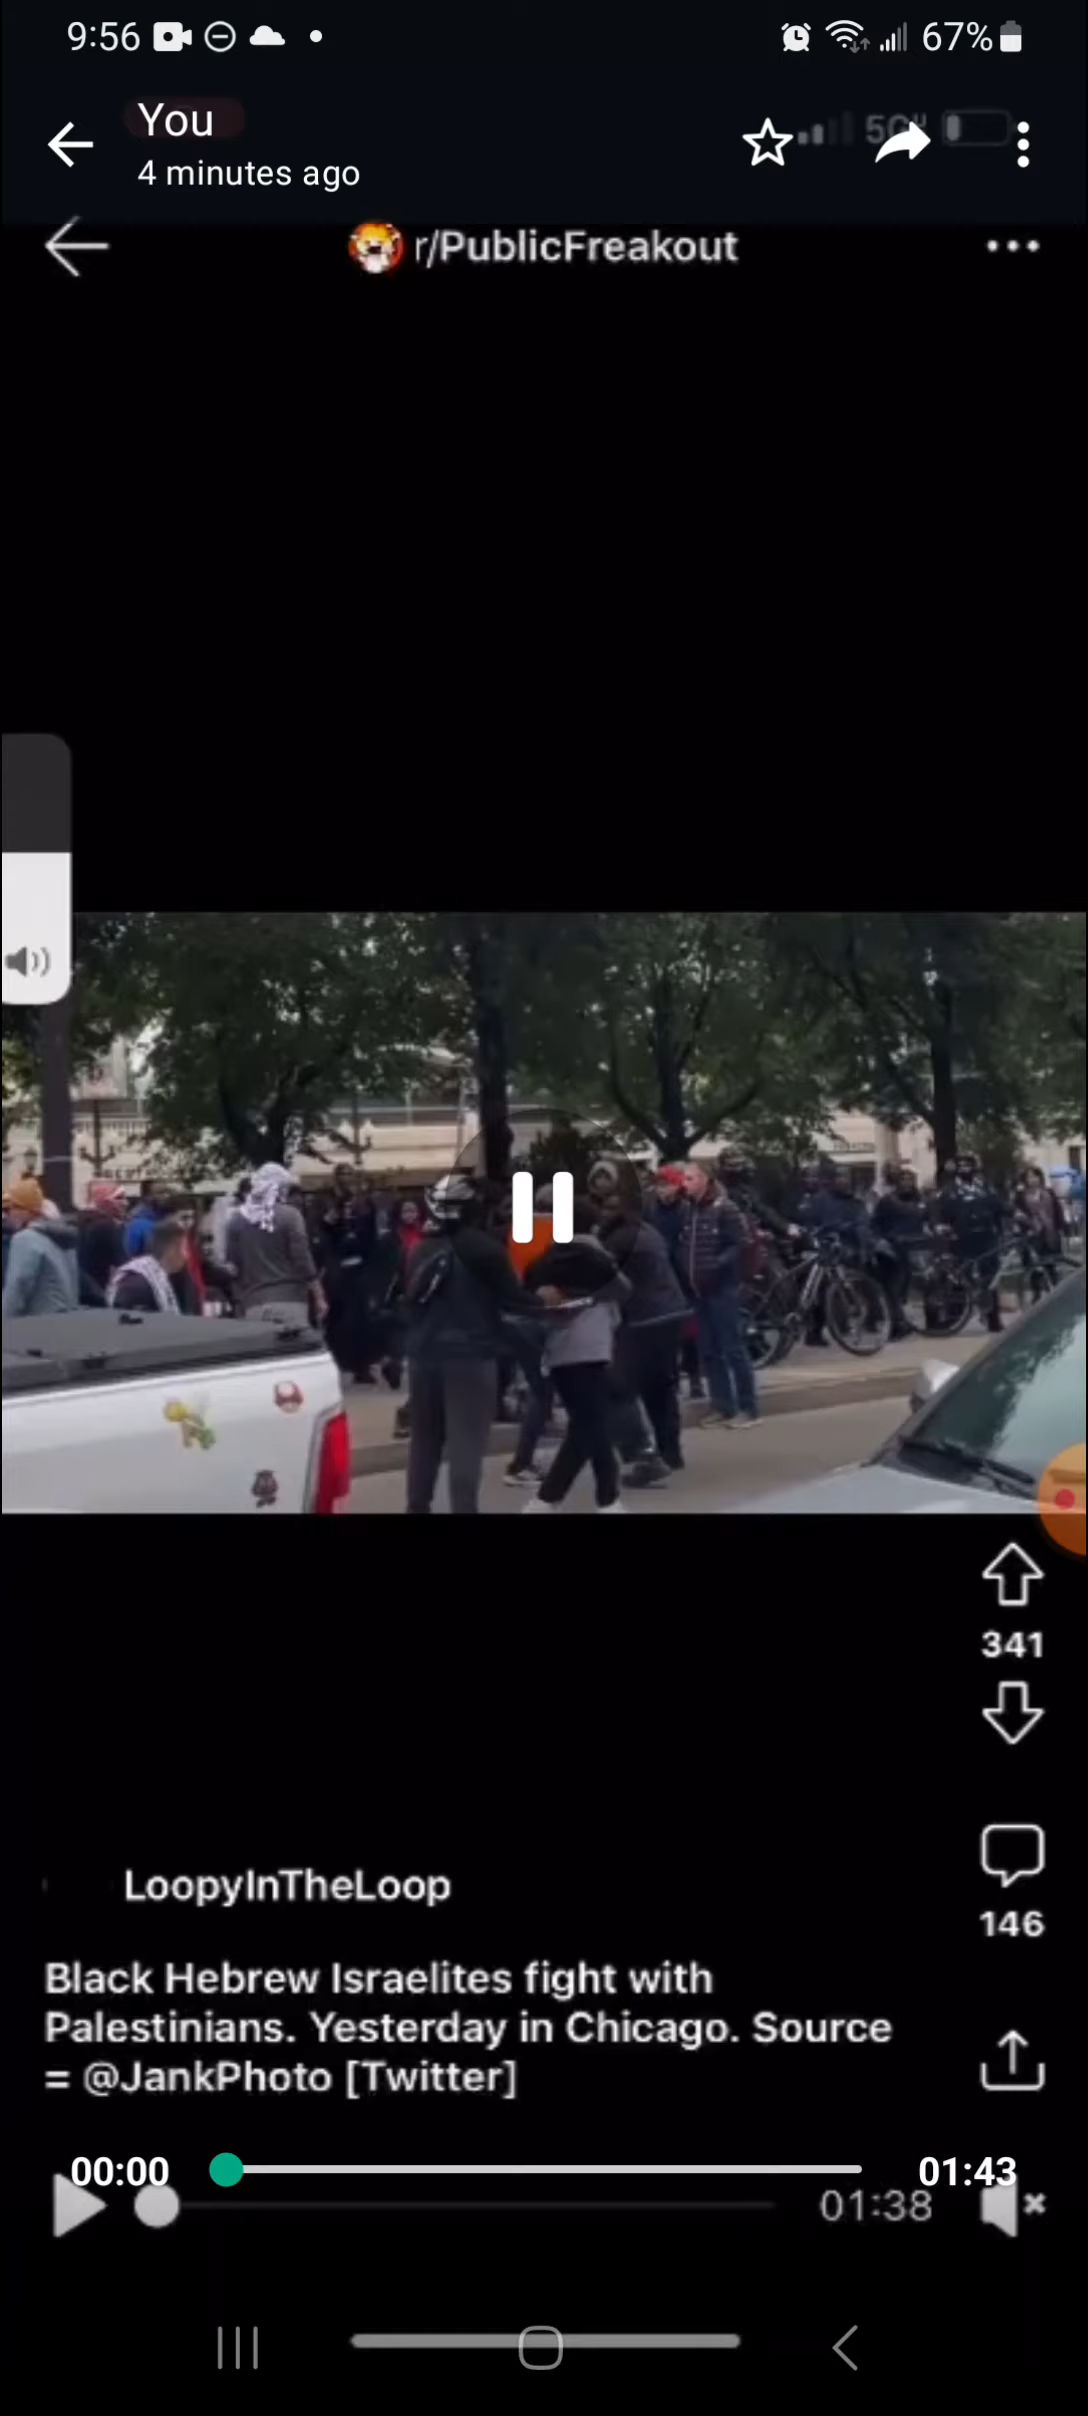 9:56
67%
You
4 minutes ago
r/PublicFreakout
341
146
LoopyInTheLoop
Black Hebrew Israelites fight with
Palestinians. Yesterday in Chicago. Source
= @JankPhoto [Twitter]
00:00
01:43
01:38